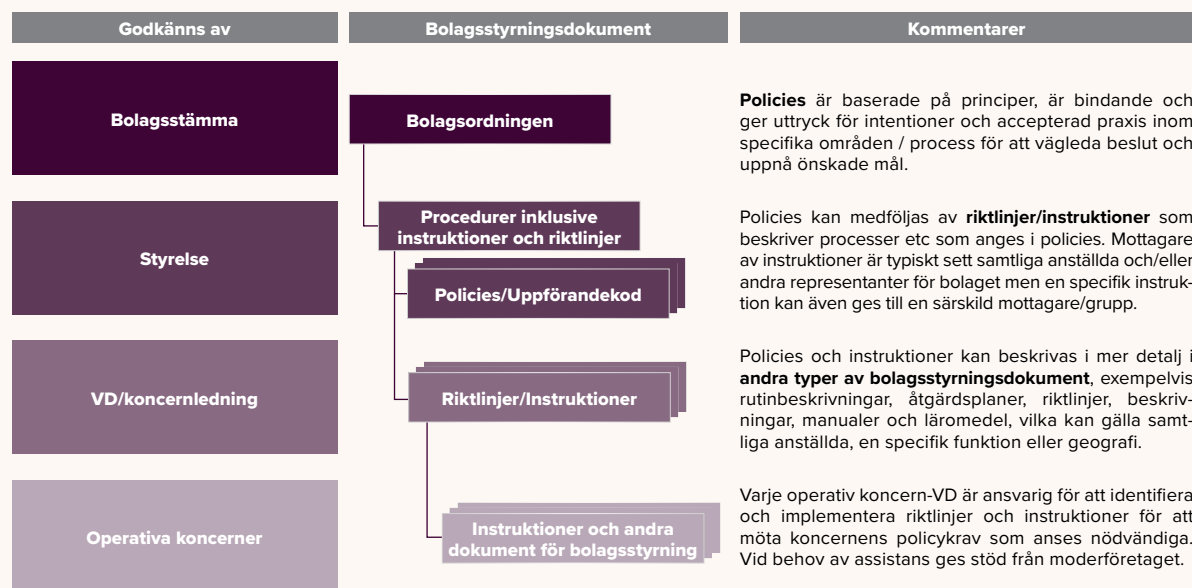 Godkänns av
Bolagsstyrningsdokument
Kommentarer
Bolagsstämma
Bolagsordningen
Policies är baserade på principer, är bindande och
ger uttryck för intentioner och accepterad praxis inom
specifika områden / process för att vägleda beslut och
uppnå önskade mål.
Styrelse
Procedurer inklusive
instruktioner och riktlinjer
Policies/Uppförandekod
Policies kan medföljas av riktlinjer/instruktioner som
beskriver processer etc som anges i policies. Mottagare
av instruktioner är typiskt sett samtliga anställda och/eller
andra representanter för bolaget men en specifik instruk-
tion kan även ges till en särskild mottagare/grupp.
VD/koncernledning
Riktlinjer/Instruktioner
Policies och instruktioner kan beskrivas i mer detalj i
andra typer av bolagsstyrningsdokument, exempelvis
rutinbeskrivningar, åtgärdsplaner, riktlinjer, beskriv-
ningar, manualer och läromedel, vilka kan gälla samt-
liga anställda, en specifik funktion eller geografi.
Operativa koncerner
Instruktioner och andra
dokument för bolagsstyrning
Varje operativ koncern-VD är ansvarig för att identifiera
och implementera riktlinjer och instruktioner för att
möta koncernens policykrav som anses nödvändiga.
Vid behov av assistans ges stöd från moderföretaget.